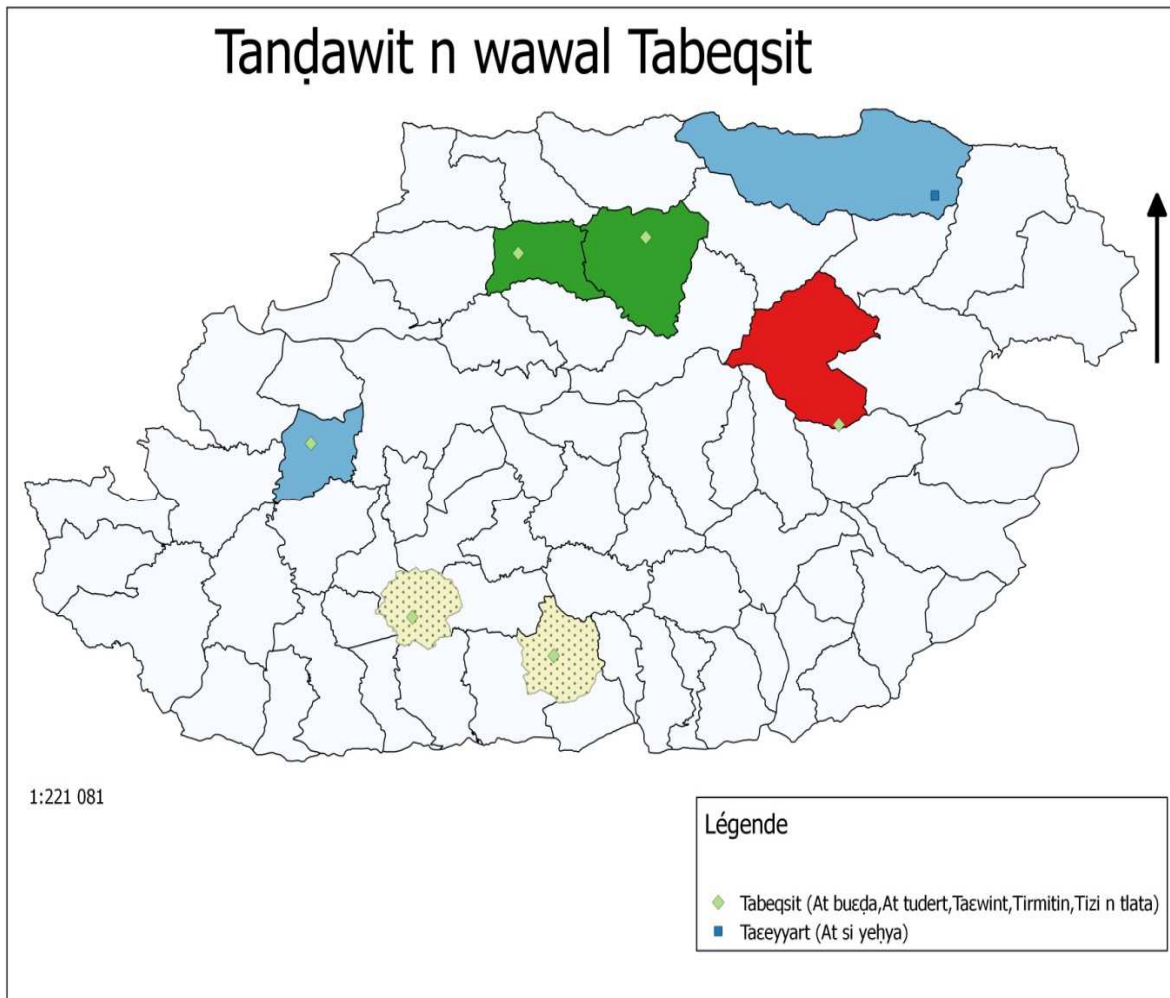 Tanḍawit n wawal Tabeqsit
1:221 081
Légende
Tabeqsit (At buɛḍa,At tudert,Taɛwint,Tirmitin,Tizi n tlata)
Taɛeyyart (At si yeḥya)